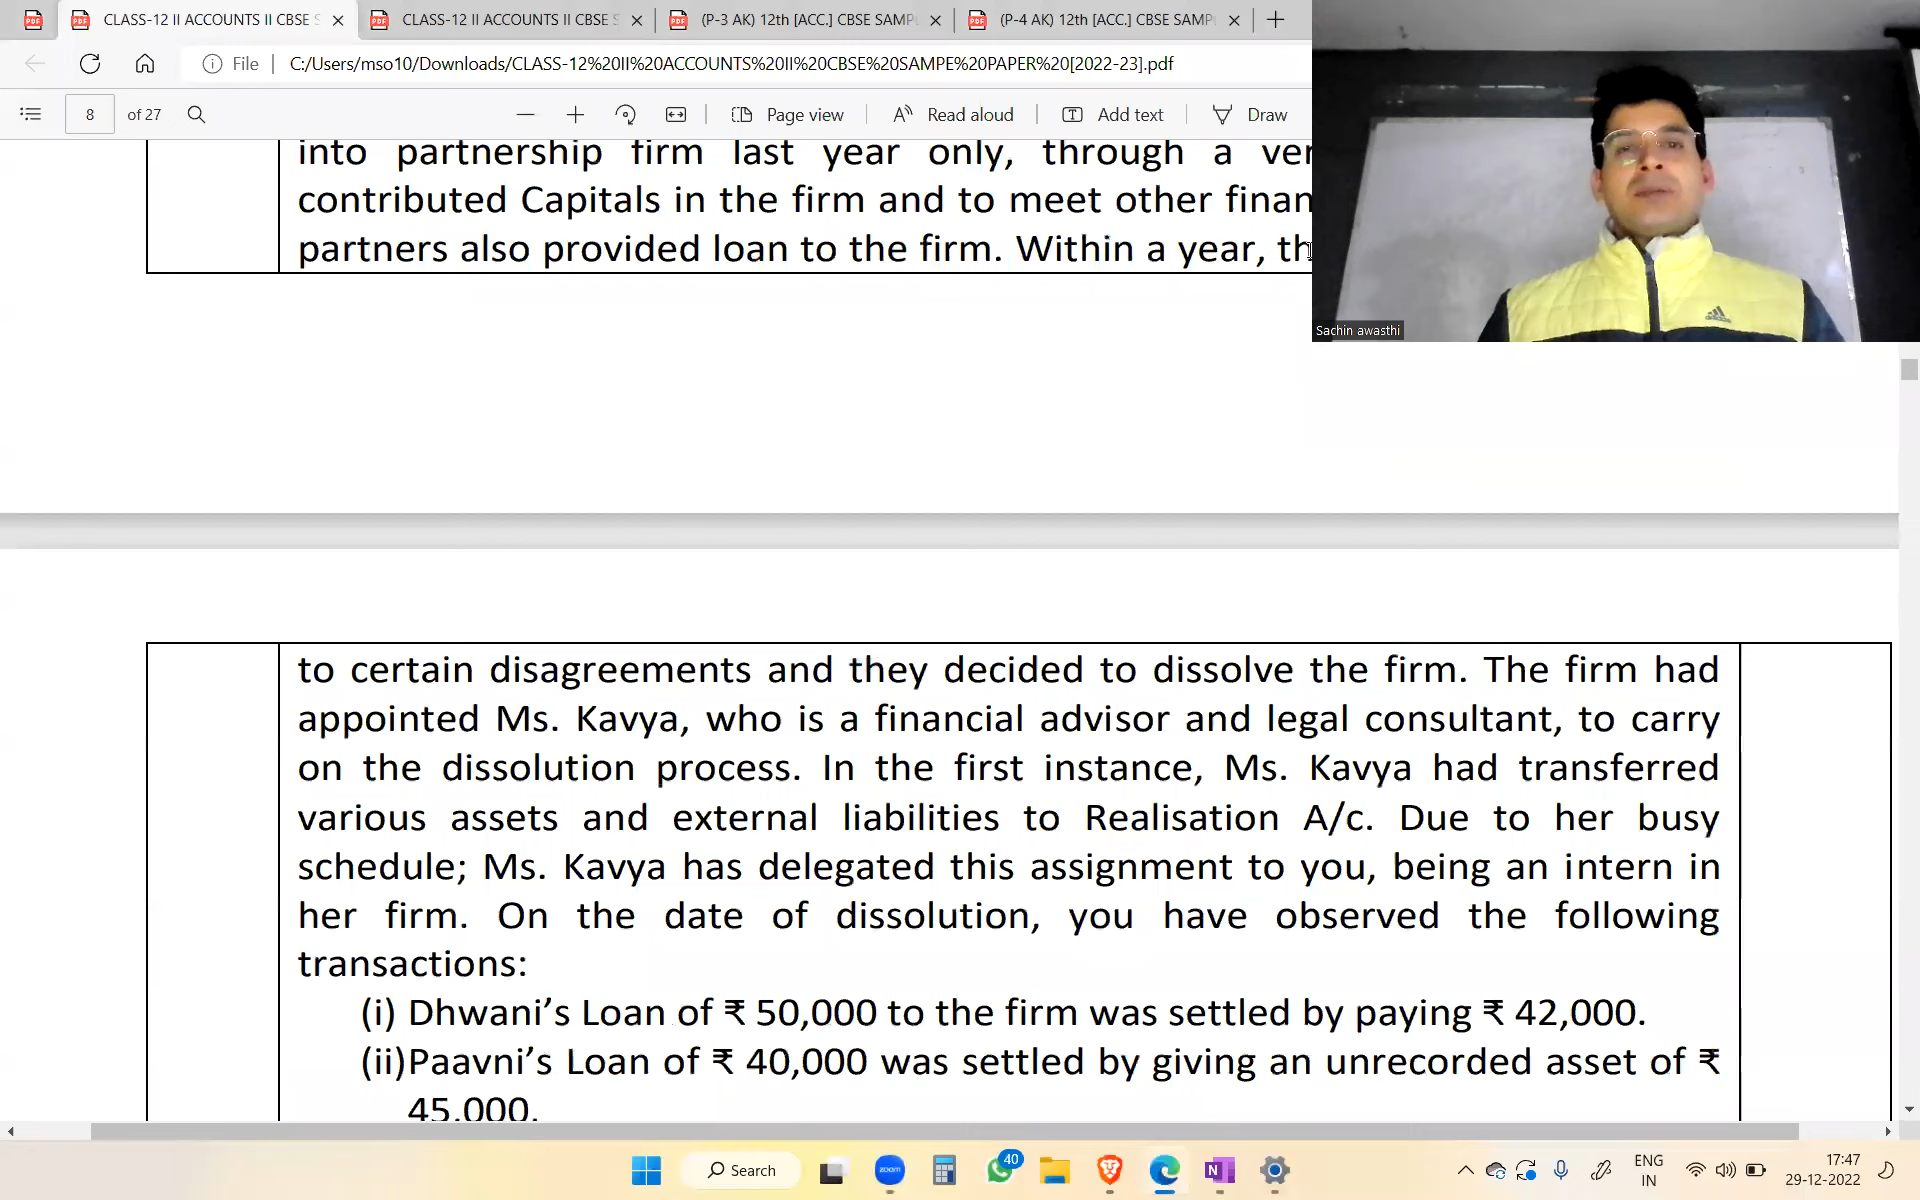 CLASS-12 II ACCOUNTS II CBSE S
CLASS-12 II ACCOUNTS II CBSE S
(P-3 AK) 12th [ACC.] CBSE SAMPL
(P-4 AK) 12th [ACC.] CBSE SAMP
File
C:/Users/mso10/Downloads/CLASS-12%20II%20ACCOUNTS%20II%20CBSE%20SAMPE%20PAPER%20[2022-23].pdf
8 of 27
Page view
Read aloud
Add text
Draw
into partnership firm last year only, through a ver
contributed Capitals in the firm and to meet other finan
partners also provided loan to the firm. Within a year, th
Sachin awasthi
to certain disagreements and they decided to dissolve the firm. The firm had
appointed Ms. Kavya, who is a financial advisor and legal consultant, to carry
on the dissolution process. In the first instance, Ms. Kavya had transferred
various assets and external liabilities to Realisation A/c. Due to her busy
schedule; Ms. Kavya has delegated this assignment to you, being an intern in
her firm. On the date of dissolution, you have observed the following
transactions:
(i) Dhwani’s Loan of ₹ 50,000 to the firm was settled by paying ₹ 42,000.
(ii)Paavni’s Loan of ₹ 40,000 was settled by giving an unrecorded asset of ₹
45,000.
Search
zoom
40
ENG
IN
17:47
29-12-2022